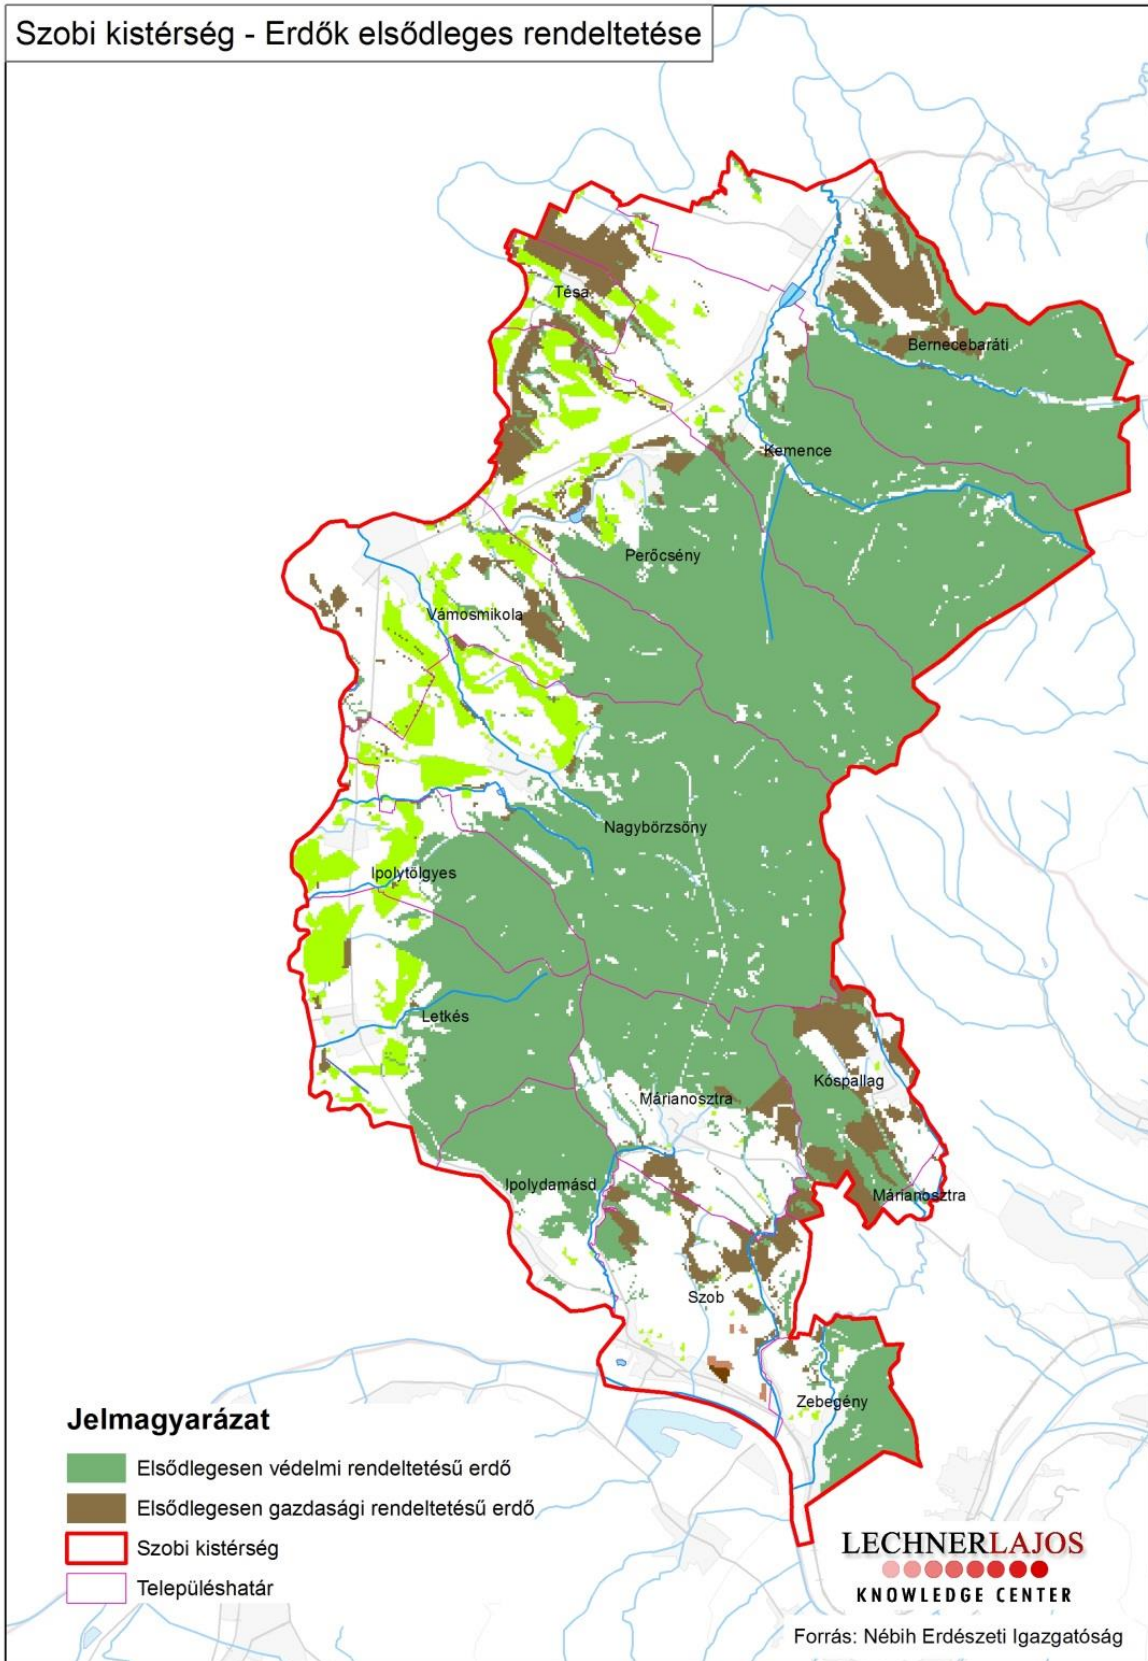 Szobi kistérség - Erdők elsődleges rendeltetése
Tésa
Bernecebaráti
Kemence
Perőcsény
Vámosmikola
Nagybörzsöny
Ipolytölgyes
Letkés
Kóspallag
Márianosztra
Ipolydamásd
Márianosztra
Szob
Zebegény
Jelmagyarázat
Elsődlegesen védelmi rendeltetésű erdő
Elsődlegesen gazdasági rendeltetésű erdő
Szobi kistérség
Településhatár
LECHNERLAJOS
KNOWLEDGE CENTER
Forrás: Nébih Erdészeti Igazgatóság